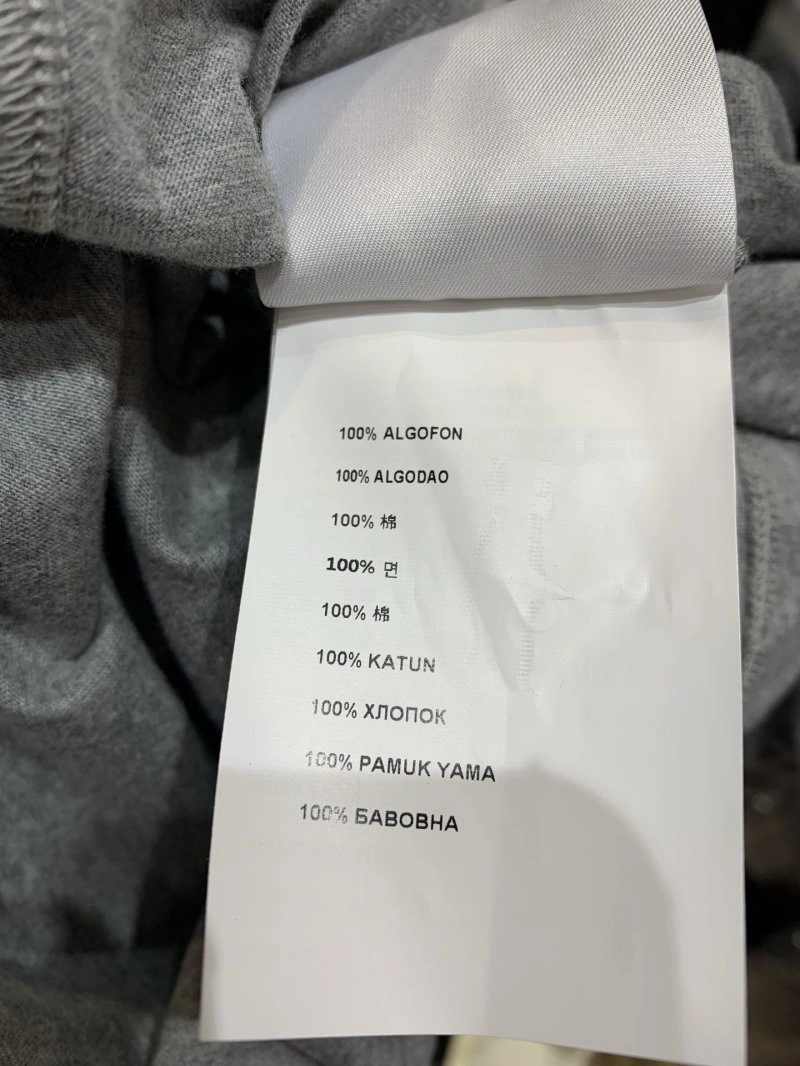 100% ALGOFON
100% ALGODAO
100% 棉
100% 면
100% 棉
100% KATUN
100% ХЛОПОК
100% PAMUK YAMA
100% БАВОВНА